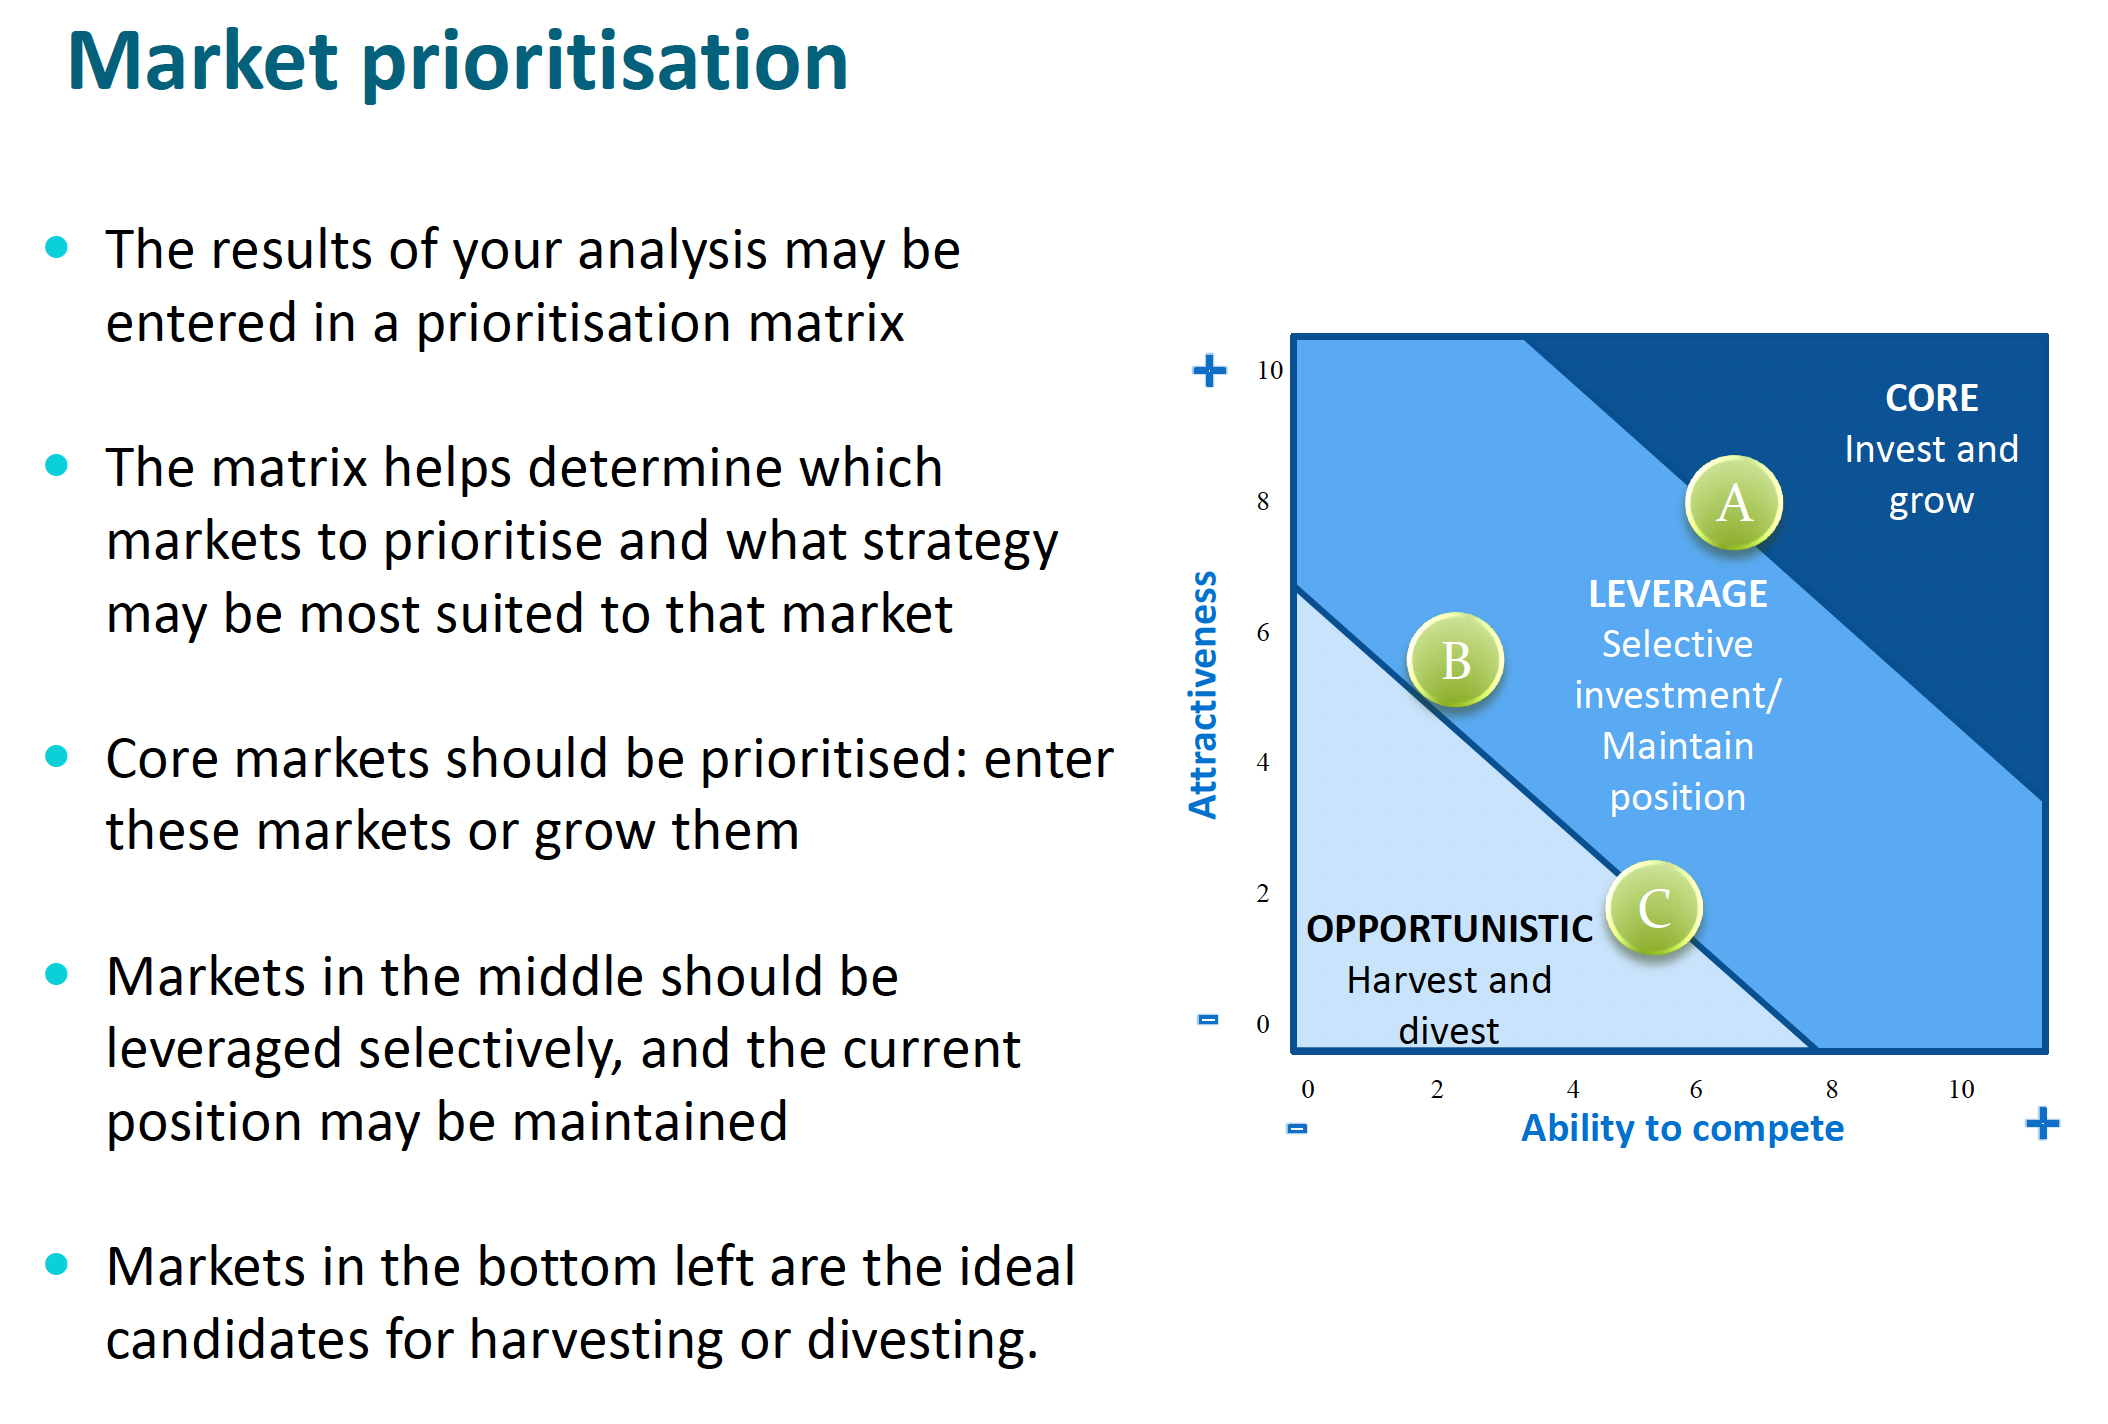 Market prioritisation
The results of your analysis may be
entered in a prioritisation matrix
The matrix helps determine which
markets to prioritise and what strategy
may be most suited to that market
Core markets should be prioritised: enter
these markets or grow them
Markets in the middle should be
leveraged selectively, and the current
position may be maintained
Markets in the bottom left are the ideal
candidates for harvesting or divesting.
+
10
8
6
4
2
0
-
Attractiveness
CORE
Invest and
grow
A
LEVERAGE
Selective
investment/
Maintain
position
B
C
OPPORTUNISTIC
Harvest and
divest
0 2 4 6 8 10
- Ability to compete +